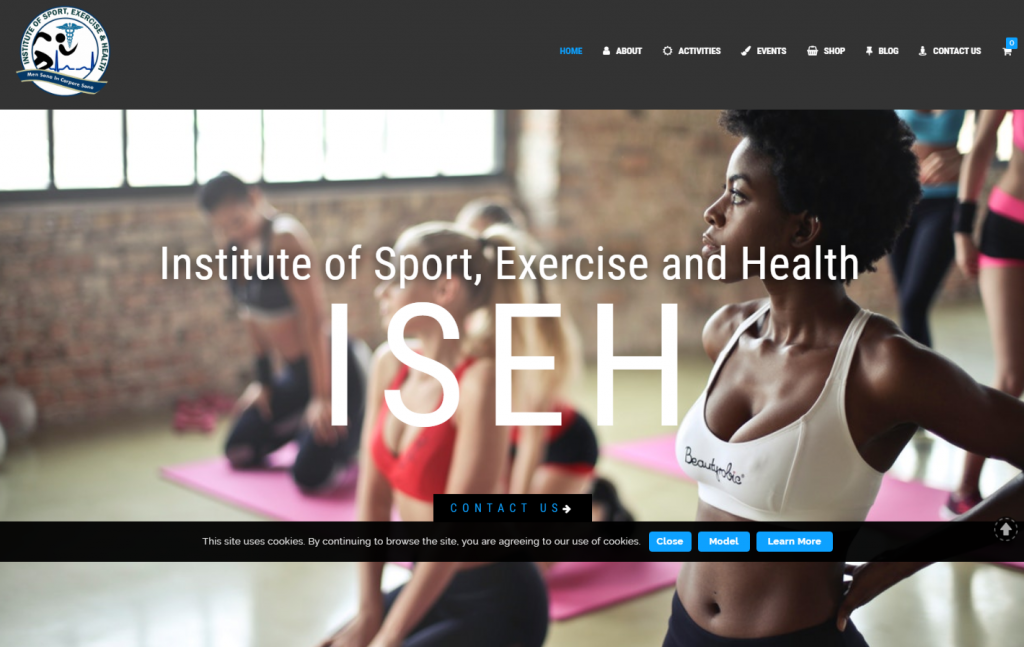 INSTITUTE OF SPORT, EXERCISE & HEALTH
Men Sana In Corpore Sano
HOME
ABOUT
ACTIVITIES
EVENTS
SHOP
BLOG
CONTACT US
0
Institute of Sport, Exercise and Health
ISEH
Beautyrobic
CONTACT US
This site uses cookies. By continuing to browse the site, you are agreeing to our use of cookies.
Close
Model
Learn More